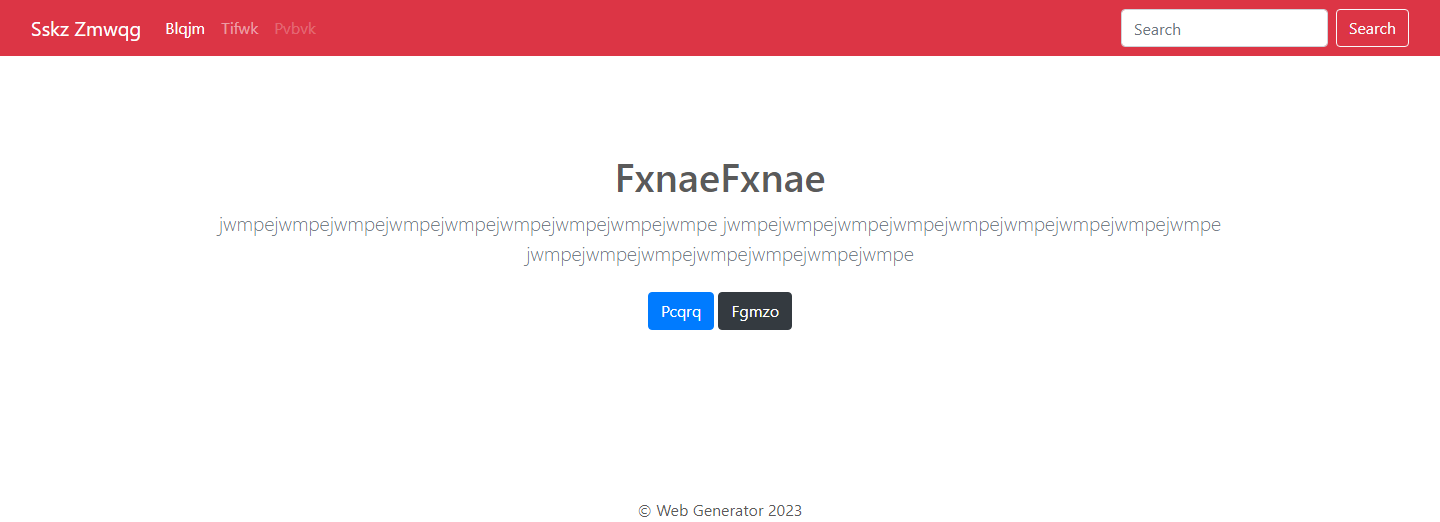 Sskz Zmwqg Blqjm Tifwk Pvbvk Search Search
FxnaeFxnae
jwmpejwmpejwmpejwmpejwmpejwmpejwmpejwmpejwmpe jwmpejwmpejwmpejwmpejwmpejwmpejwmpejwmpejwmpe
jwmpejwmpejwmpejwmpejwmpejwmpejwmpe
Pcqrq Fgmzo
© Web Generator 2023